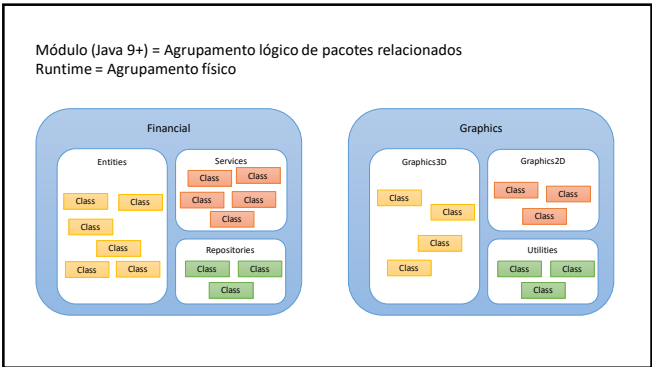 Módulo (Java 9+) = Agrupamento lógico de pacotes relacionados
Runtime = Agrupamento físico
Financial
Entities
Class
Class
Class
Class
Class
Class
Services
Class
Class
Class
Class
Class
Repositories
Class
Class
Class
Graphics
Graphics3D
Class
Class
Class
Class
Graphics2D
Class
Class
Class
Utilities
Class
Class
Class